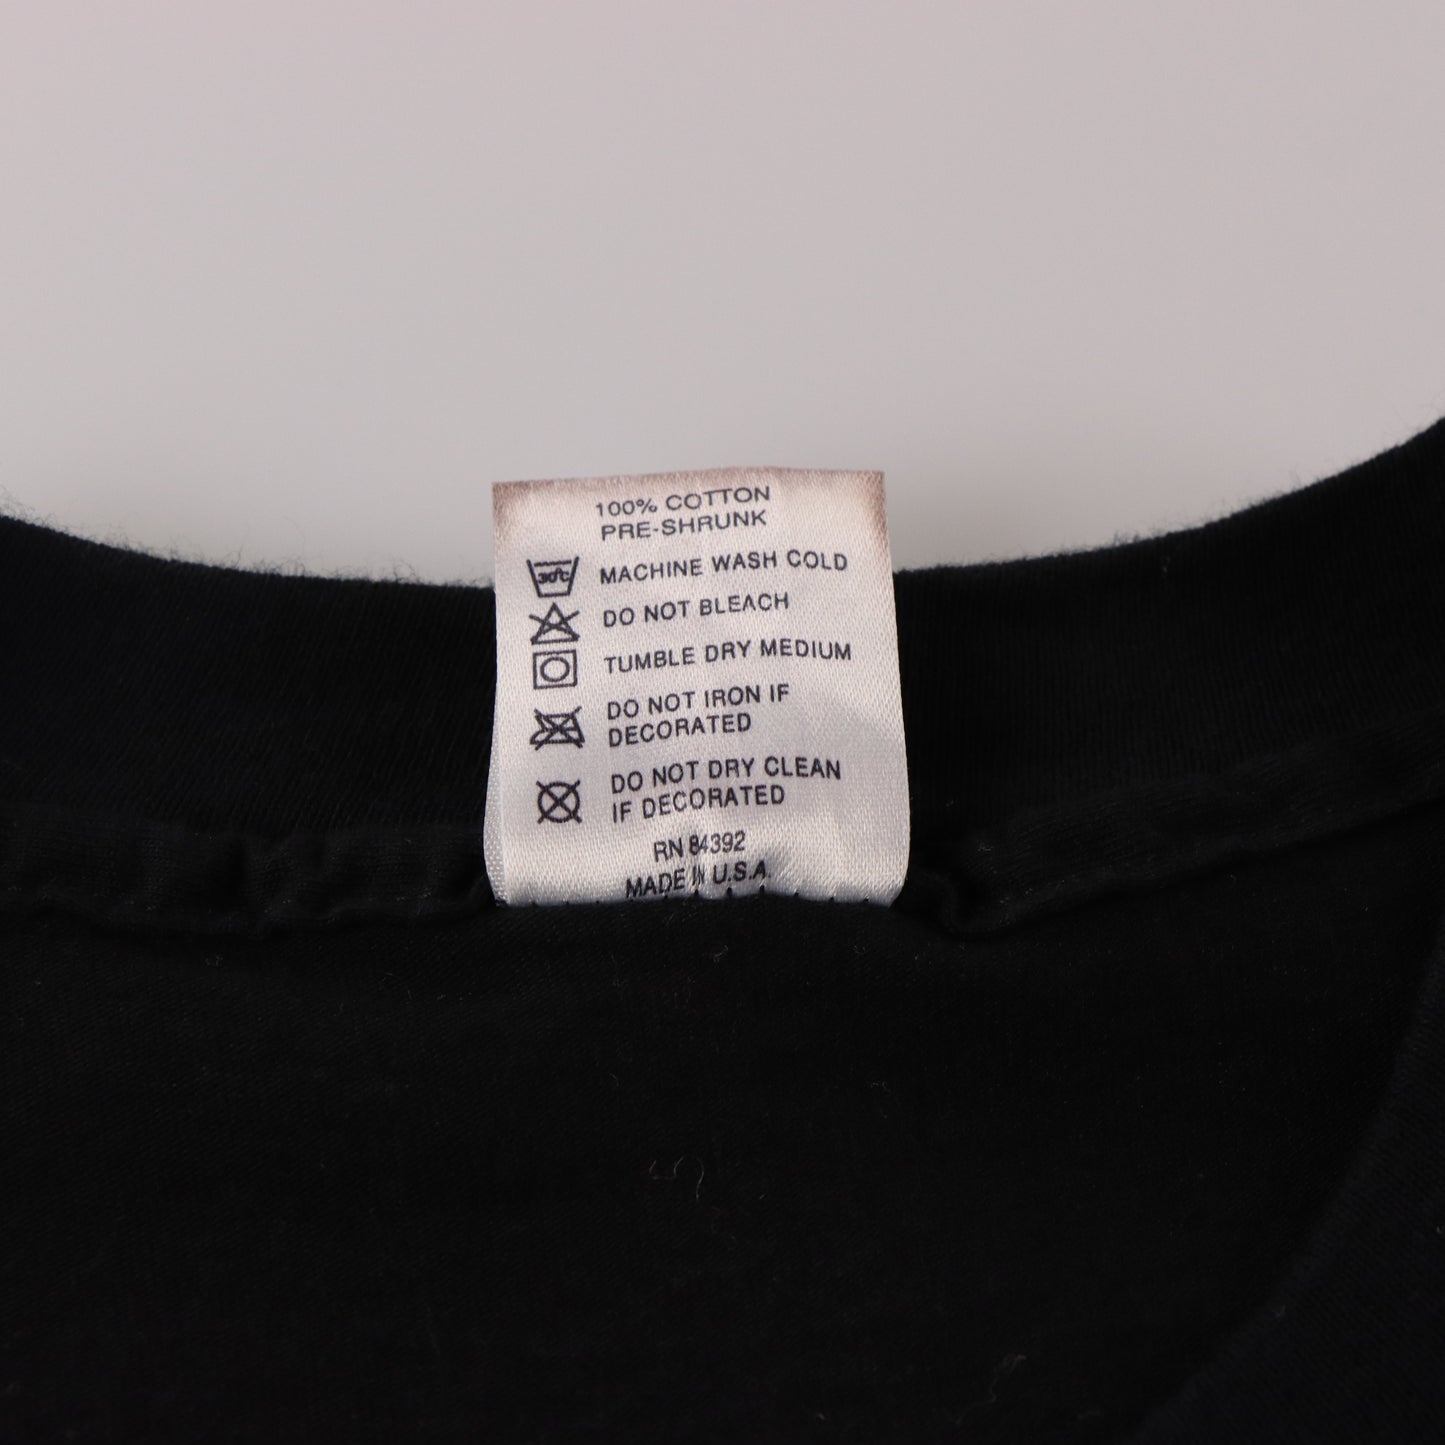 100% COTTON
PRE-SHRUNK
30°C MACHINE WASH COLD
DO NOT BLEACH
TUMBLE DRY MEDIUM
DO NOT IRON IF
DECORATED
DO NOT DRY CLEAN
IF DECORATED
RN 84392
MADE IN U.S.A.